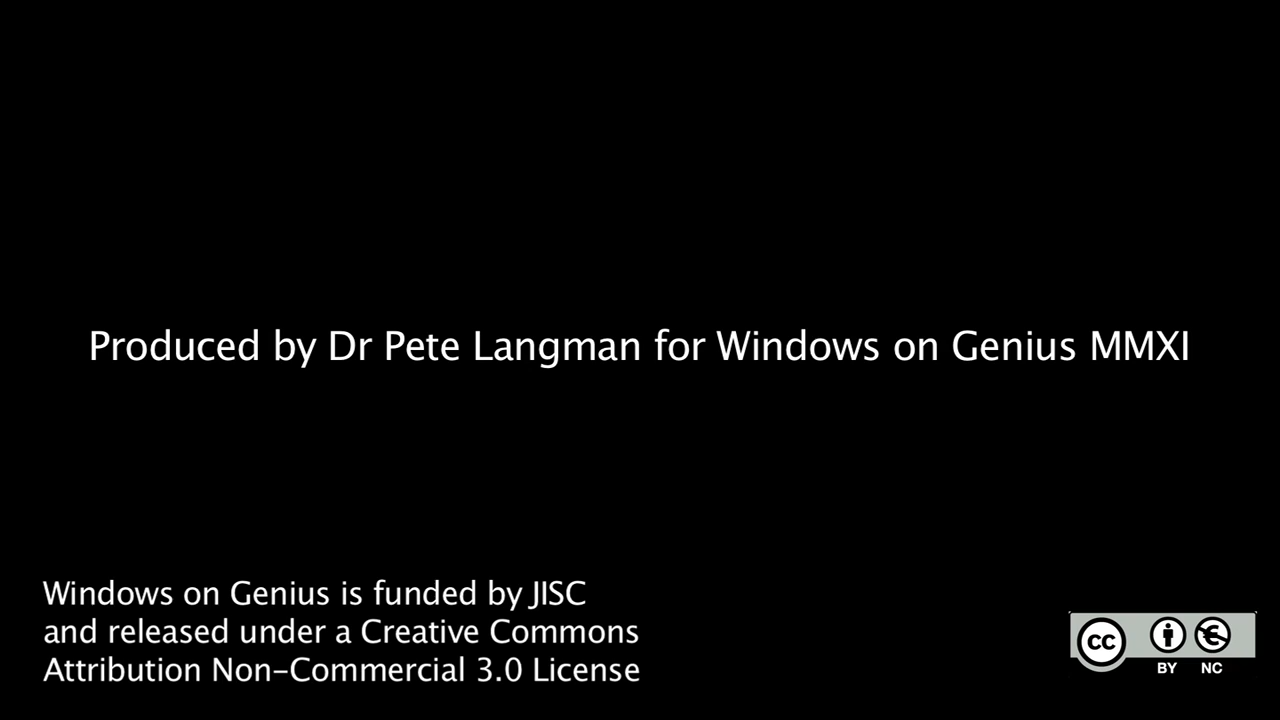 Produced by Dr Pete Langman for Windows on Genius MMXI
Windows on Genius is funded by JISC
and released under a Creative Commons
Attribution Non-Commercial 3.0 License
cc
BY NC